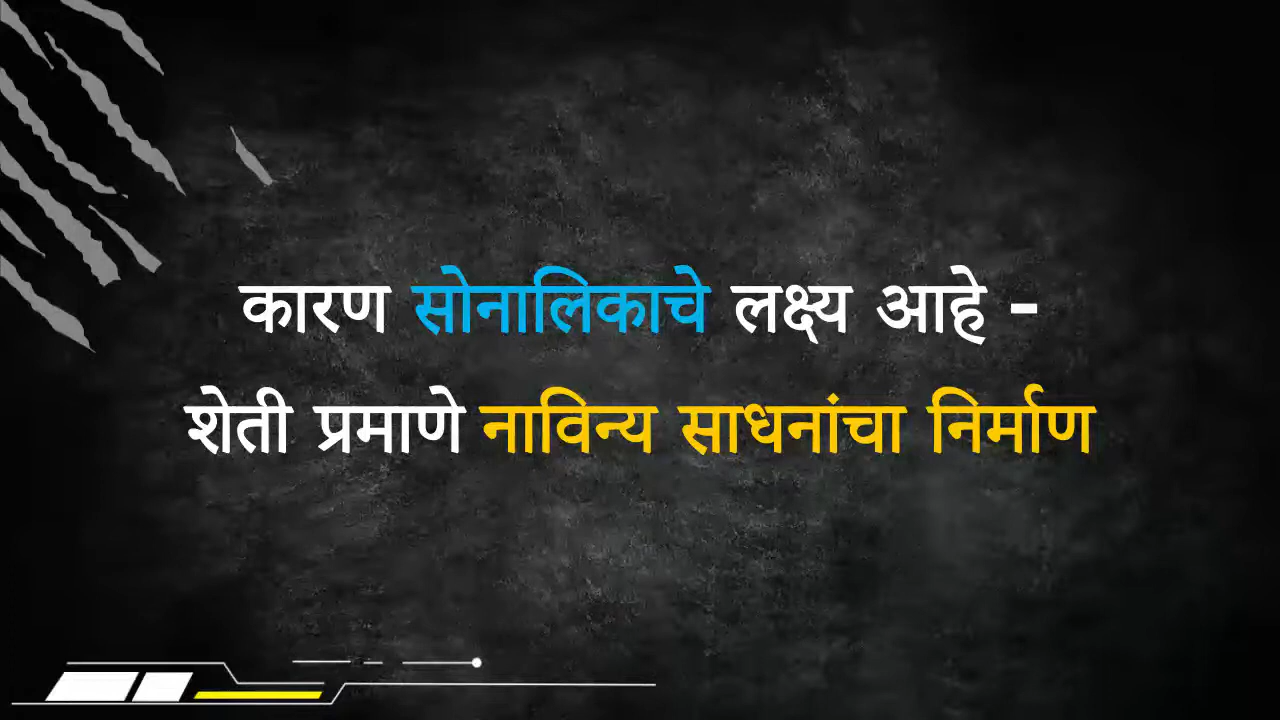 कारण सोनालिकाचे लक्ष्य आहे -
शेती प्रमाणे नाविन्य साधनांचा निर्माण